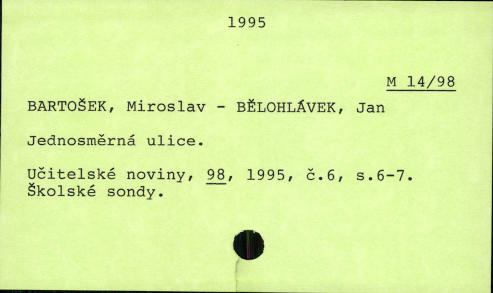 1995
M 14/98
BARTOŠEK, Miroslav - BĚLOHLÁVEK, Jan
Jednosměrná ulice.
Učitelské noviny, 98, 1995, č.6, s.6-7.
Školské sondy.